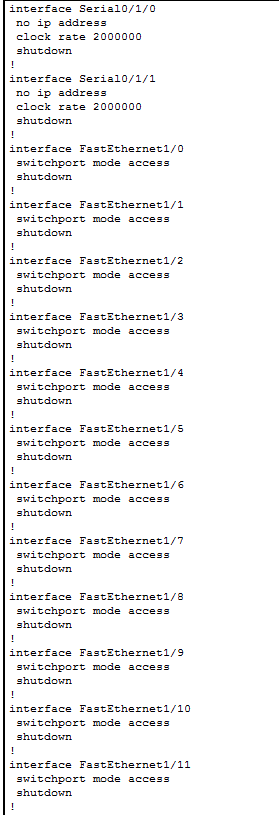 interface Serial0/1/0
no ip address
clock rate 2000000
shutdown
!
interface Serial0/1/1
no ip address
clock rate 2000000
shutdown
!
interface FastEthernet1/0
switchport mode access
shutdown
!
interface FastEthernet1/1
switchport mode access
shutdown
!
interface FastEthernet1/2
switchport mode access
shutdown
!
interface FastEthernet1/3
switchport mode access
shutdown
!
interface FastEthernet1/4
switchport mode access
shutdown
!
interface FastEthernet1/5
switchport mode access
shutdown
!
interface FastEthernet1/6
switchport mode access
shutdown
!
interface FastEthernet1/7
switchport mode access
shutdown
!
interface FastEthernet1/8
switchport mode access
shutdown
!
interface FastEthernet1/9
switchport mode access
shutdown
!
interface FastEthernet1/10
switchport mode access
shutdown
!
interface FastEthernet1/11
switchport mode access
shutdown
!